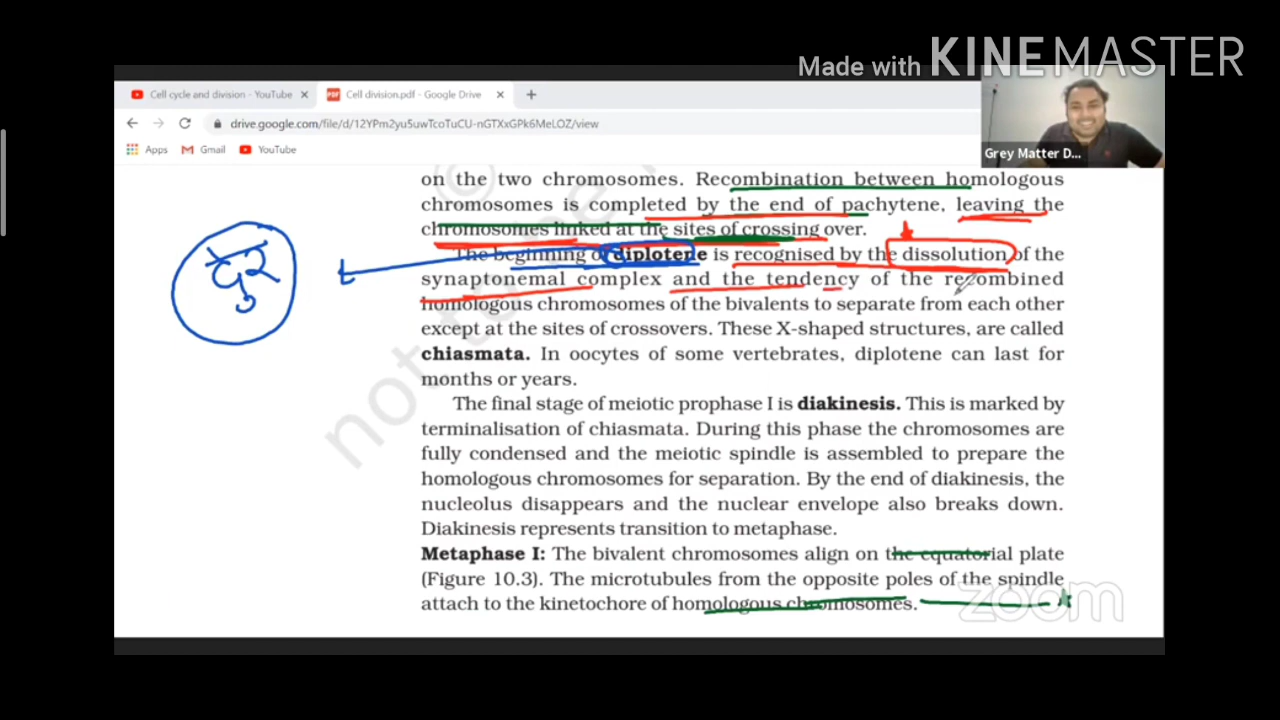 Made with KINEMASTER
Cell cycle and division - YouTube
Cell division.pdf - Google Drive
drive.google.com/file/d/12YPm2yu5uwTcoTuCU-nGTXxGPk6MeLOZ/view
Apps Gmail YouTube
Grey Matter D...
on the two chromosomes. Recombination between homologous
chromosomes is completed by the end of pachytene, leaving the
chromosomes linked at the sites of crossing over.
The beginning of diplotene is recognised by the dissolution of the
synaptonemal complex and the tendency of the recombined
homologous chromosomes of the bivalents to separate from each other
except at the sites of crossovers. These X-shaped structures, are called
chiasmata. In oocytes of some vertebrates, diplotene can last for
months or years.
The final stage of meiotic prophase I is diakinesis. This is marked by
terminalisation of chiasmata. During this phase the chromosomes are
fully condensed and the meiotic spindle is assembled to prepare the
homologous chromosomes for separation. By the end of diakinesis, the
nucleolus disappears and the nuclear envelope also breaks down.
Diakinesis represents transition to metaphase.
Metaphase I: The bivalent chromosomes align on the equatorial plate
(Figure 10.3). The microtubules from the opposite poles of the spindle
attach to the kinetochore of homologous chromosomes.
दूर
not to be
©
zoom